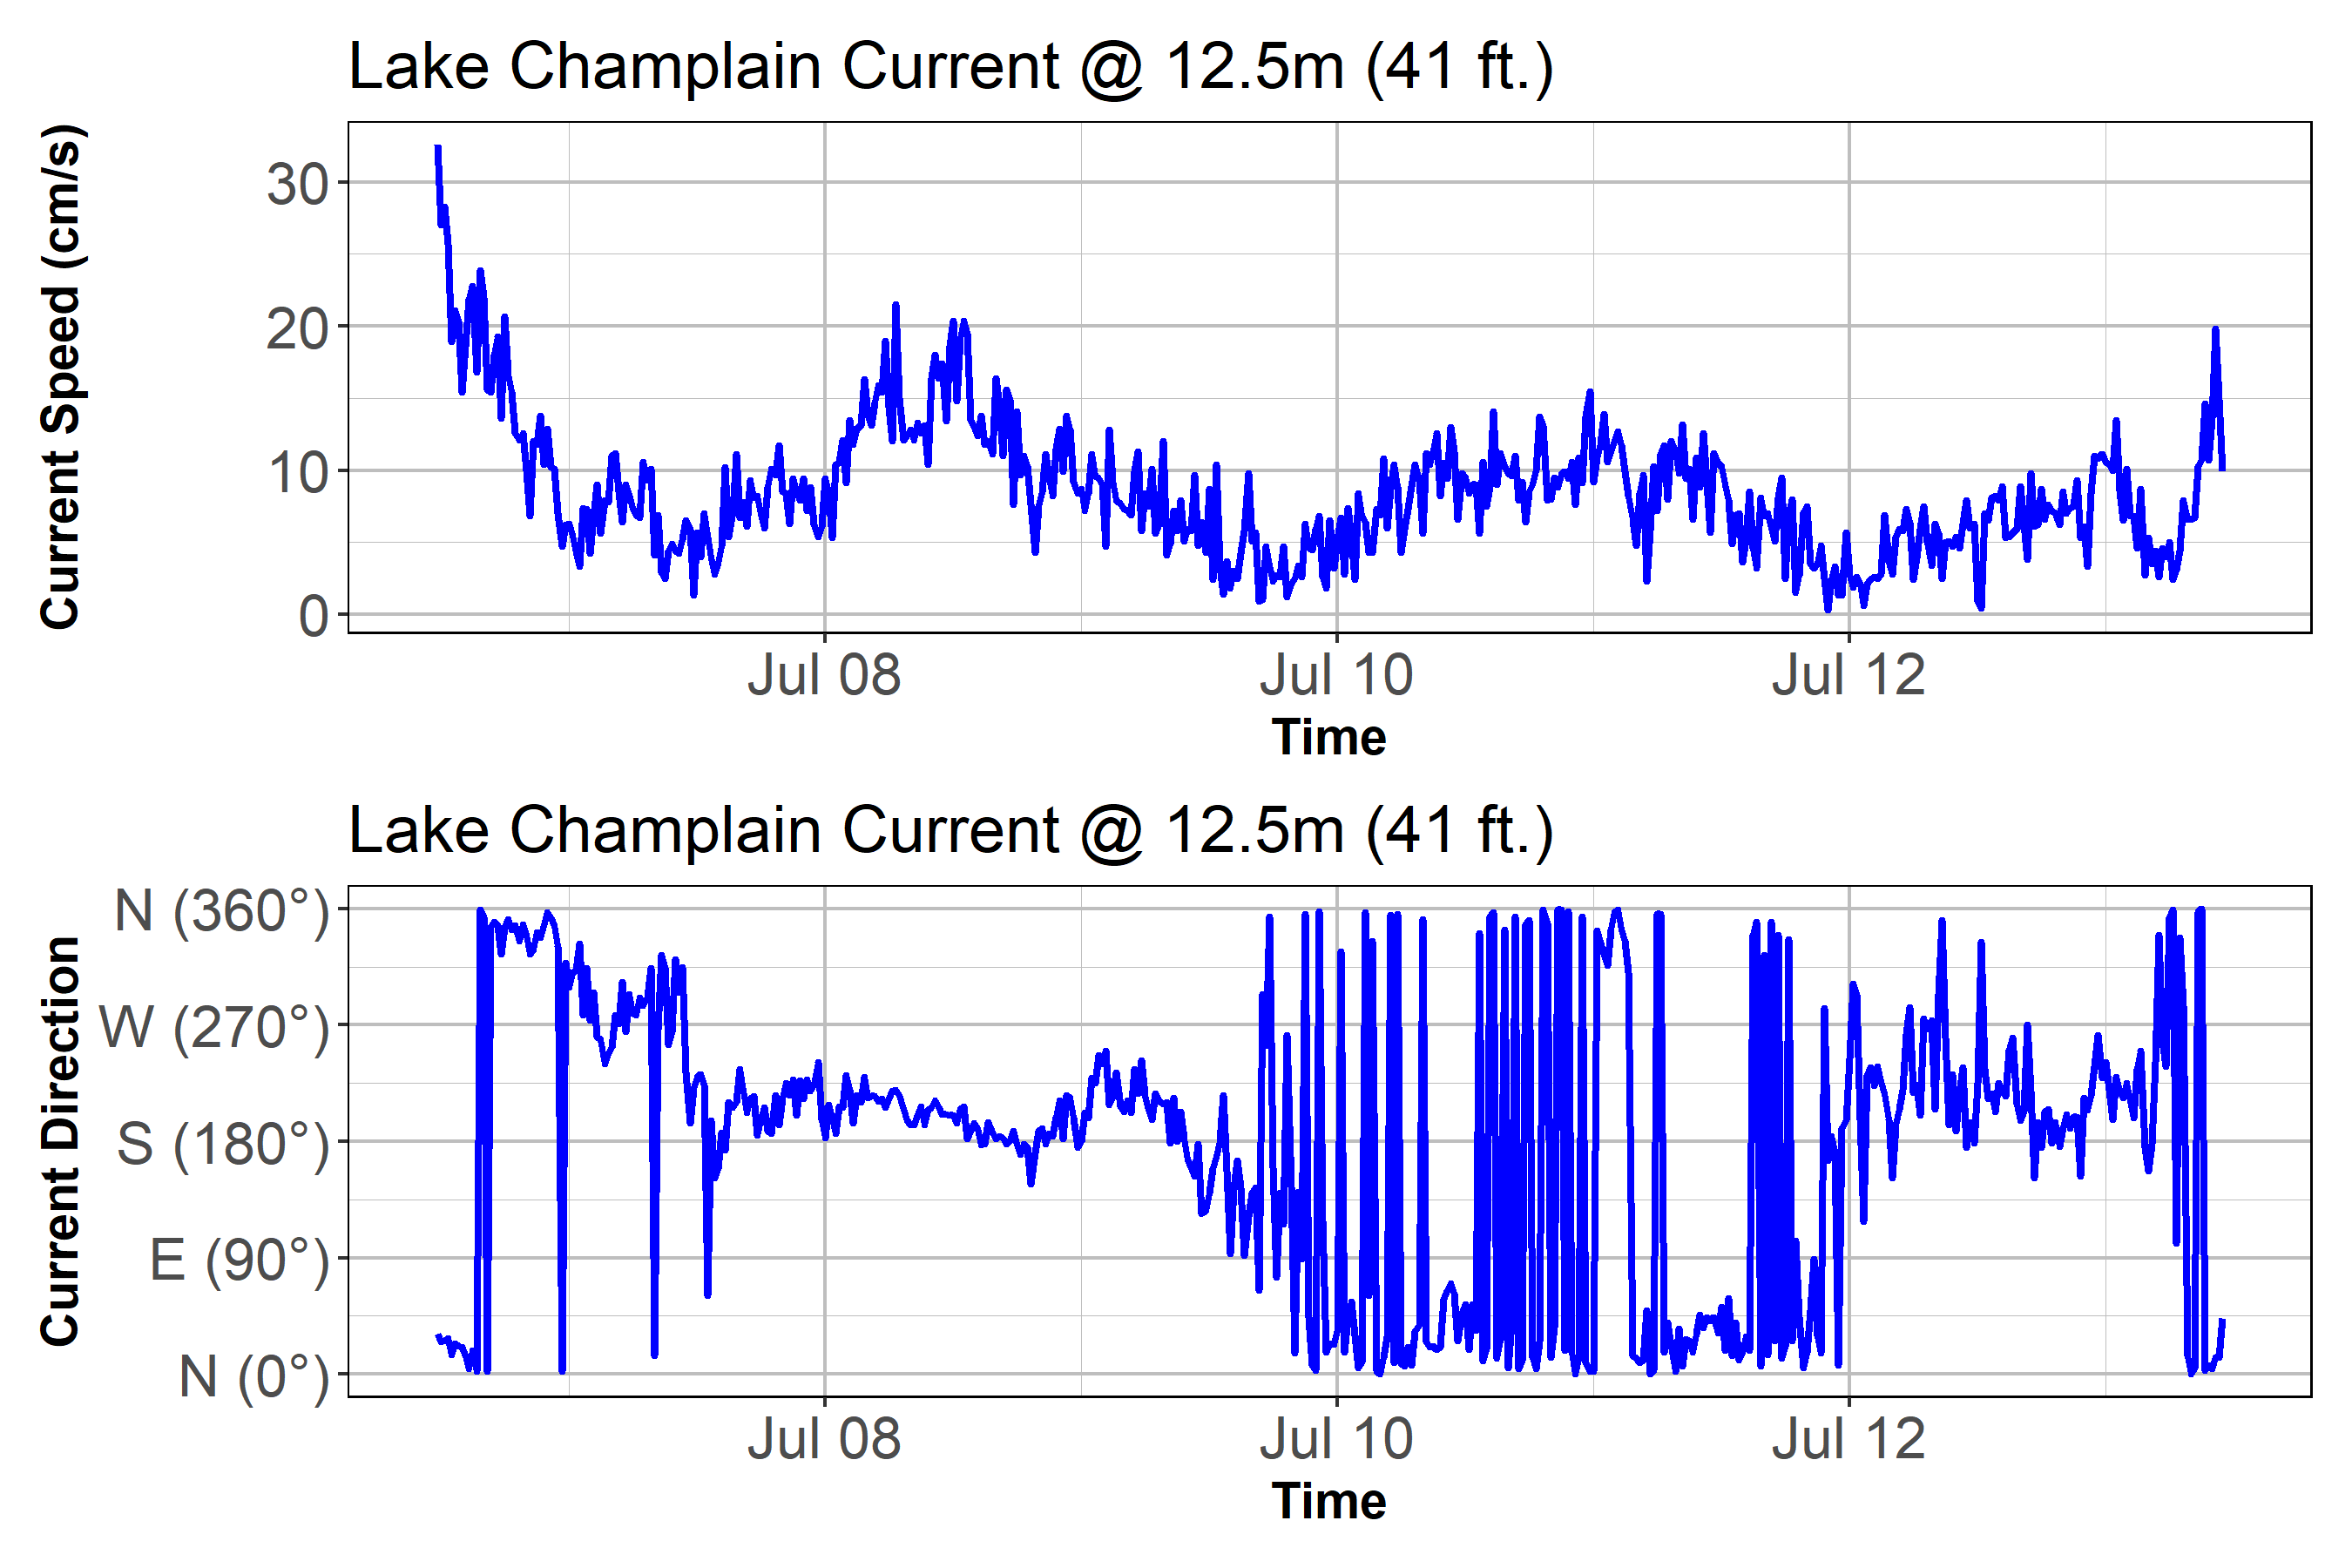 Lake Champlain Current @ 12.5m (41 ft.)
Current Speed (cm/s)
30
20
10
0
Jul 08 Jul 10 Jul 12
Time
Lake Champlain Current @ 12.5m (41 ft.)
Current Direction
N (360°)
W (270°)
S (180°)
E (90°)
N (0°)
Jul 08 Jul 10 Jul 12
Time